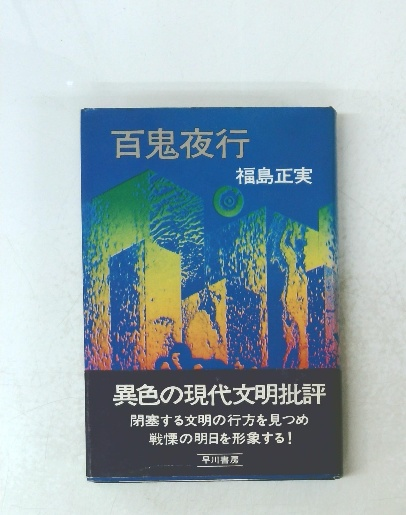 百鬼夜行
福島正実
異色の現代文明批評
閉塞する文明の行方を見つめ
戦慄の明日を形象する!
早川書房